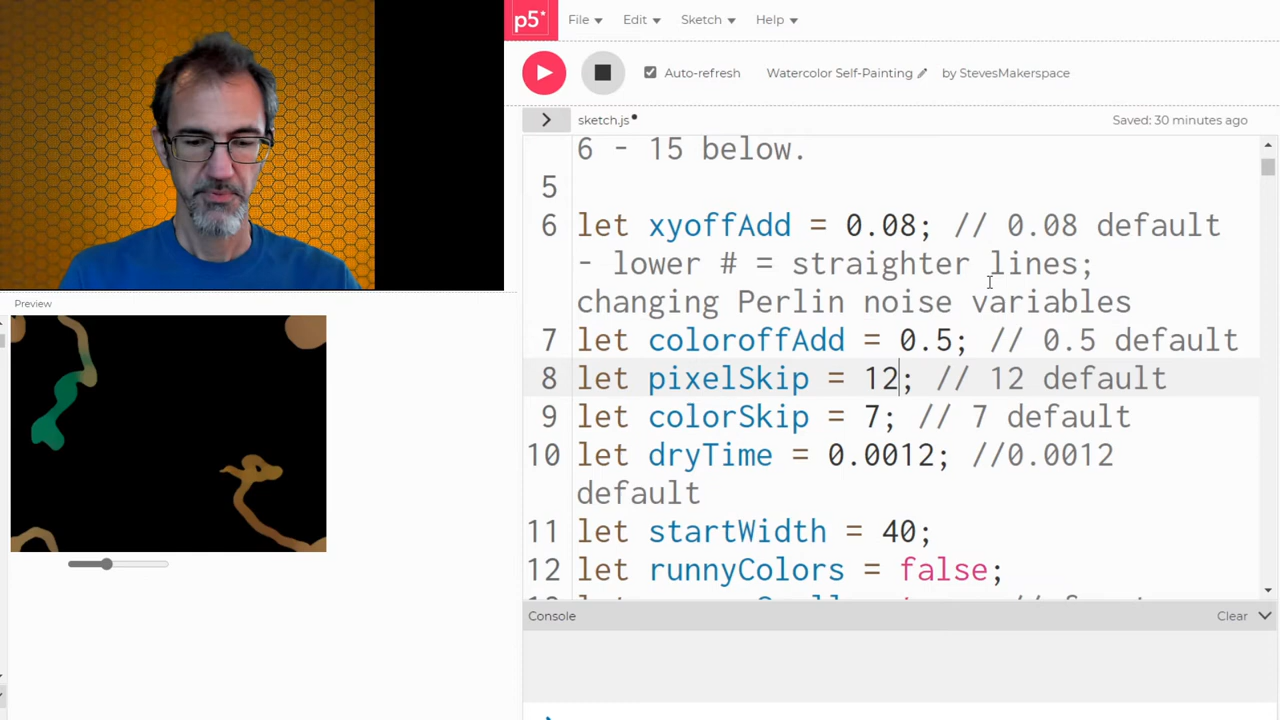 p5*
File
Edit
Sketch
Help
Auto-refresh
Watercolor Self-Painting
by StevesMakerspace
>
sketch.js•
Saved: 30 minutes ago
6 - 15 below.
5
6 let xyoffAdd = 0.08; // 0.08 default
- lower # = straighter lines;
changing Perlin noise variables
7 let coloroffAdd = 0.5; // 0.5 default
8 let pixelSkip = 12; // 12 default
9 let colorSkip = 7; // 7 default
10 let dryTime = 0.0012; //0.0012
default
11 let startWidth = 40;
12 let runnyColors = false;
Console
Clear
Preview